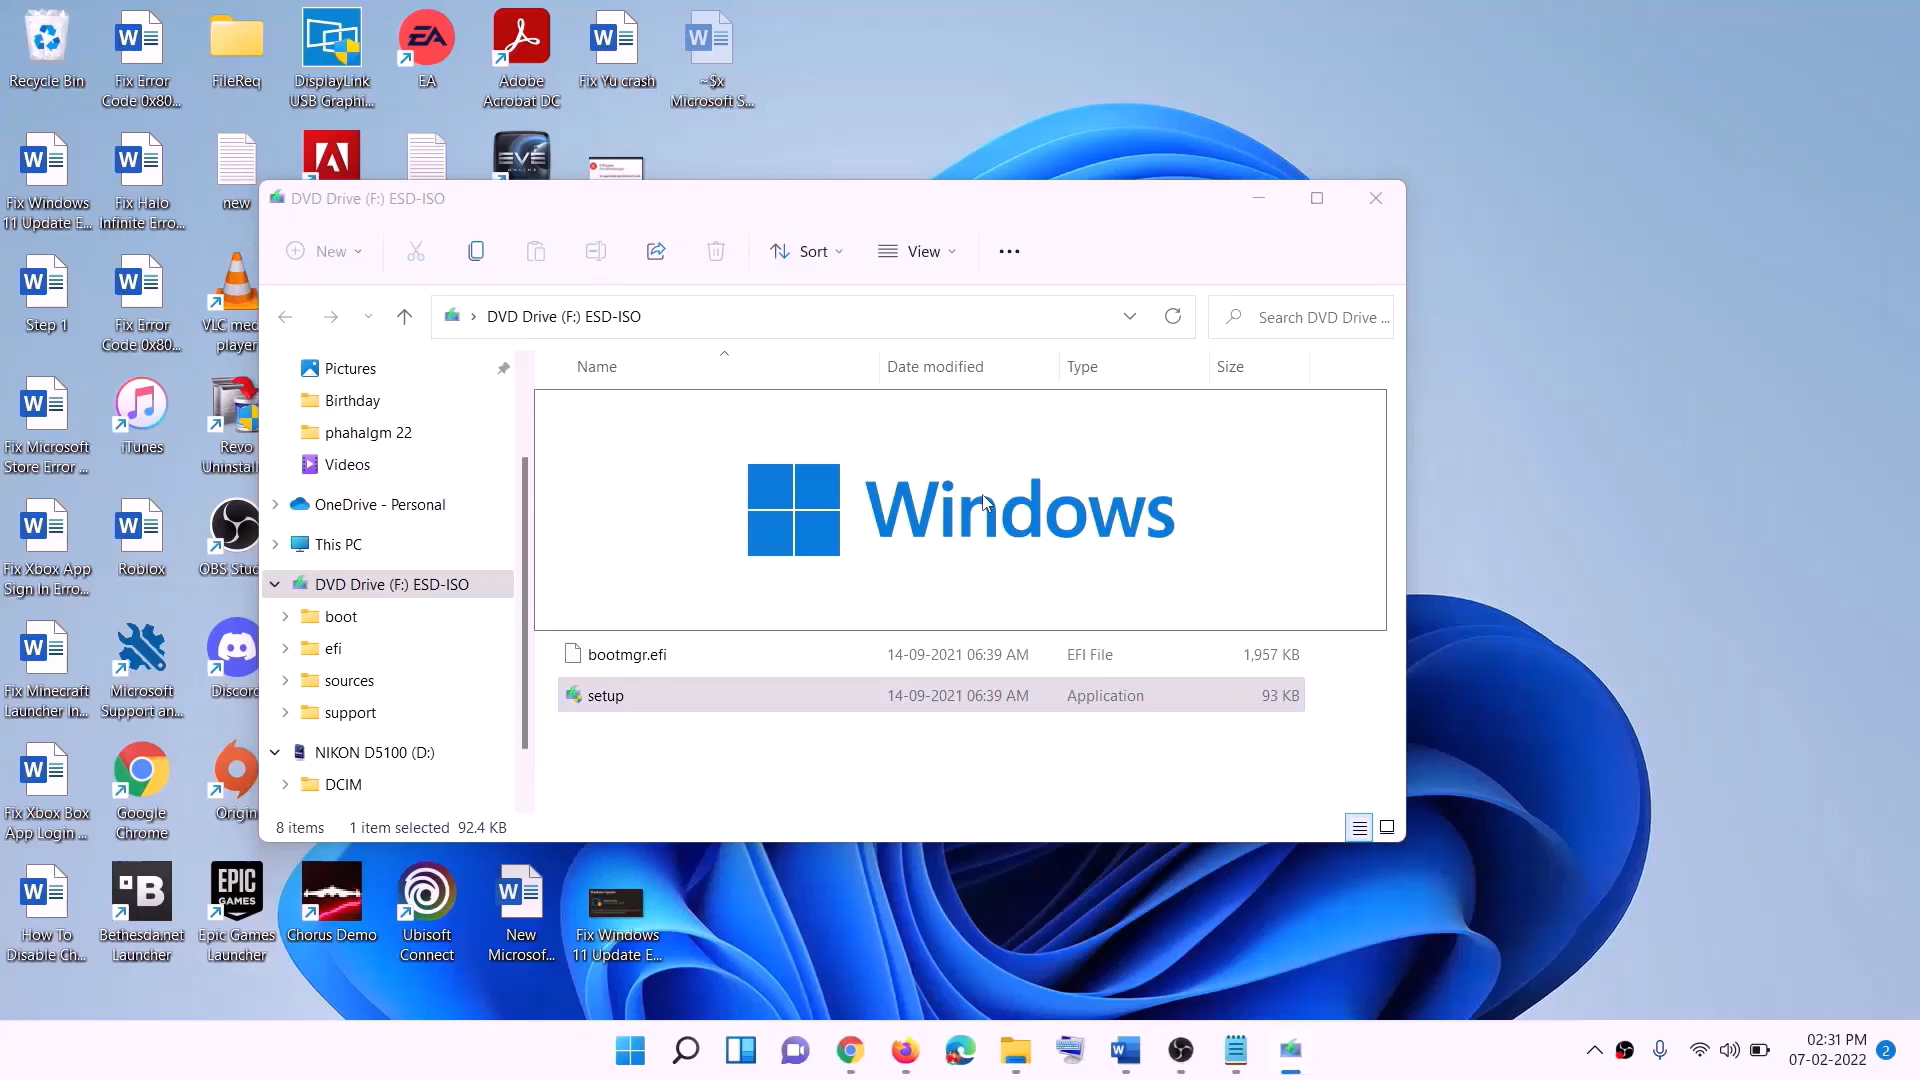 Recycle Bin
Fix Error
Code 0x80...
FileReq
DisplayLink
USB Graphi...
EA
EA
Adobe
Acrobat DC
Fix Yu crash
~$x
Microsoft S...
Fix Windows
11 Update E...
Fix Halo
Infinite Erro...
new
EVE
ONLINE
Step 1
Fix Error
Code 0x80...
VLC med
player
Fix Microsoft
Store Error ...
iTunes
Revo
Uninstall
Fix Xbox App
Sign In Erro...
Roblox
OBS Stud
Fix Minecraft
Launcher In...
Microsoft
Support an...
Discord
Fix Xbox Box
App Login ...
Google
Chrome
Origin
How To
Disable Ch...
B
Bethesda.net
Launcher
EPIC
GAMES
Epic Games
Launcher
Chorus Demo
Ubisoft
Connect
New
Microsof...
Fix Windows
11 Update E...
DVD Drive (F:) ESD-ISO
New
Sort
View
DVD Drive (F:) ESD-ISO
Search DVD Drive ...
Pictures
Birthday
phahalgm 22
Videos
OneDrive - Personal
This PC
DVD Drive (F:) ESD-ISO
boot
efi
sources
support
NIKON D5100 (D:)
DCIM
Name Date modified Type Size
Windows
bootmgr.efi 14-09-2021 06:39 AM EFI File 1,957 KB
setup 14-09-2021 06:39 AM Application 93 KB
8 items 1 item selected 92.4 KB
02:31 PM
07-02-2022
2